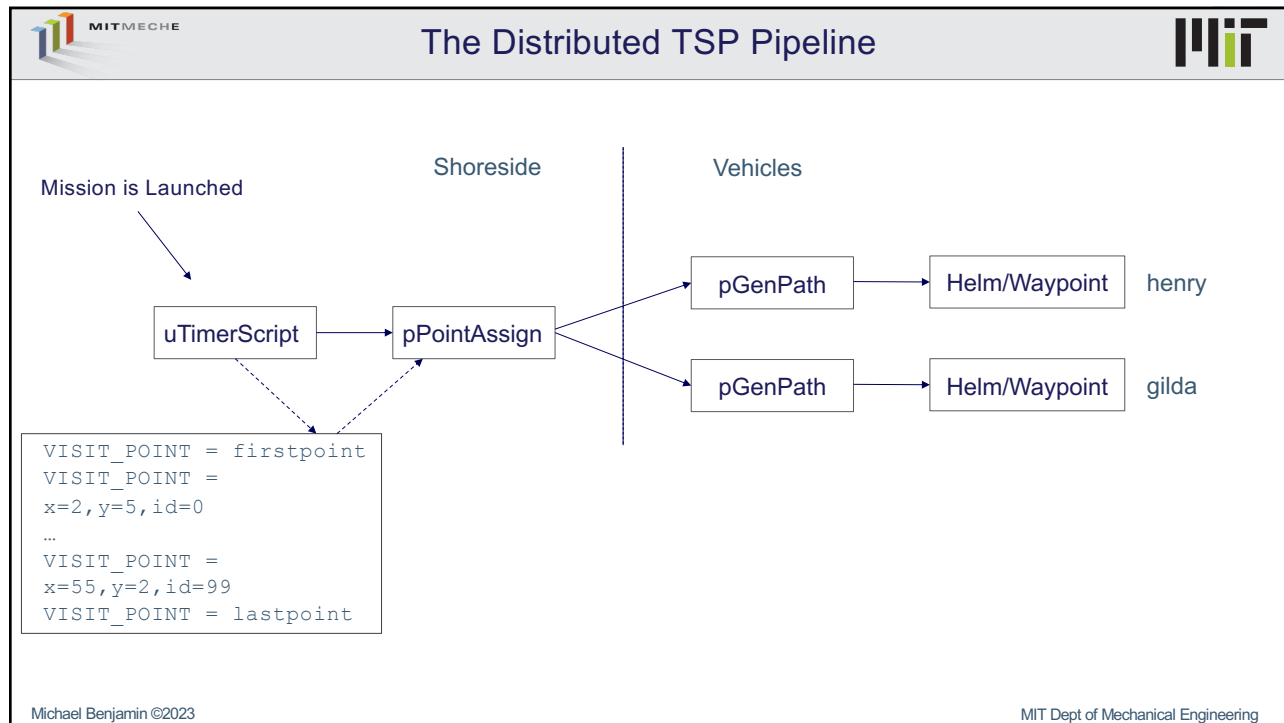 MITMECHE
The Distributed TSP Pipeline
MiT
Shoreside
Vehicles
Mission is Launched
pGenPath
Helm/Waypoint
henry
uTimerScript
pPointAssign
pGenPath
Helm/Waypoint
gilda
VISIT_POINT = firstpoint
VISIT_POINT =
x=2,y=5,id=0
…
VISIT_POINT =
x=55,y=2,id=99
VISIT_POINT = lastpoint
Michael Benjamin ©2023
MIT Dept of Mechanical Engineering